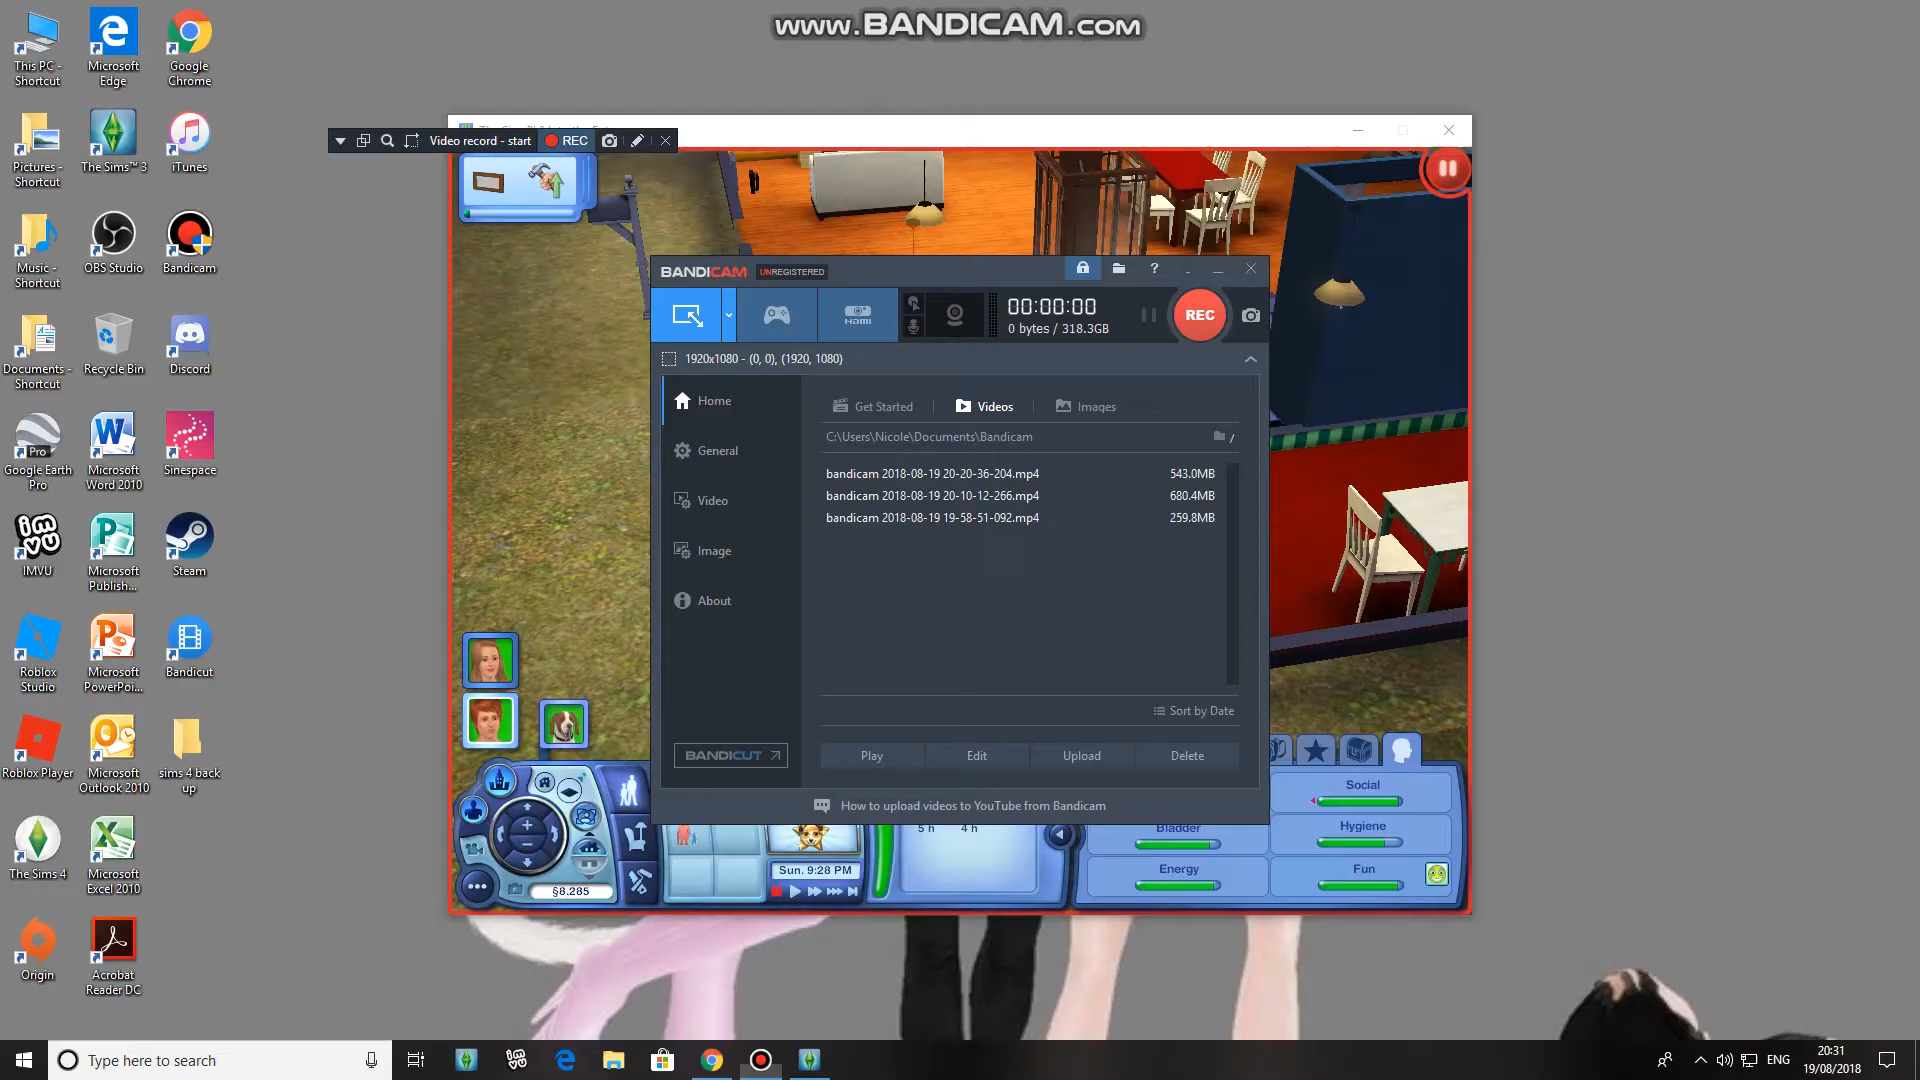 www.BANDICAM.com
This PC - Shortcut
Microsoft Edge
Google Chrome
Pictures - Shortcut
The Sims™ 3
iTunes
Music - Shortcut
OBS Studio
Bandicam
Documents - Shortcut
Recycle Bin
Discord
Pro
Google Earth Pro
Microsoft Word 2010
Sinespace
IMVU
Microsoft Publish...
Steam
Roblox Studio
Microsoft PowerPoi...
Bandicut
Roblox Player
Microsoft Outlook 2010
sims 4 back up
The Sims 4
Microsoft Excel 2010
Origin
Acrobat Reader DC
Video record - start
REC
BANDICAM UNREGISTERED
?
HDMI
00:00:00
0 bytes / 318.3GB
REC
1920x1080 - (0, 0), (1920, 1080)
Home
General
Video
Image
About
BANDICUT
Get Started
Videos
Images
C:\Users\Nicole\Documents\Bandicam
/
bandicam 2018-08-19 20-20-36-204.mp4 543.0MB
bandicam 2018-08-19 20-10-12-266.mp4 680.4MB
bandicam 2018-08-19 19-58-51-092.mp4 259.8MB
Sort by Date
Play
Edit
Upload
Delete
How to upload videos to YouTube from Bandicam
5 h 4 h
Sun. 9:28 PM
§8.285
Social
Bladder
Hygiene
Energy
Fun
Type here to search
ENG
20:31
19/08/2018